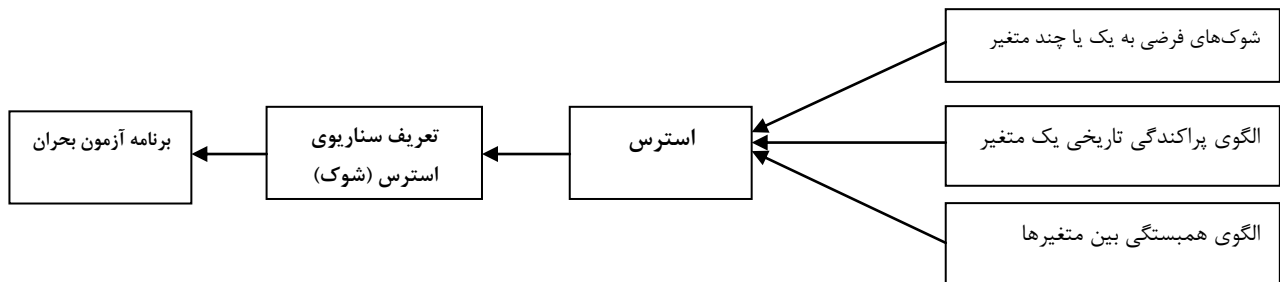 شوک‌های فرضی به یک یا چند متغیر
الگوی پراکندگی تاریخی یک متغیر
الگوی همبستگی بین متغیرها
استرس
تعریف سناریوی
استرس (شوک)
برنامه آزمون بحران